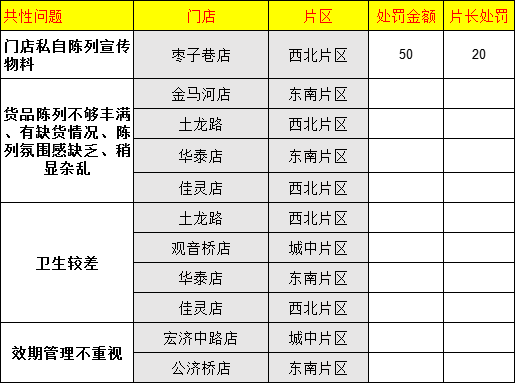 共性问题 门店 片区 处罚金额 片长处罚
门店私自陈列宣传
物料
枣子巷店 西北片区 50 20
货品陈列不够丰满
、有缺货情况、陈
列氛围感缺乏、稍
显杂乱
金马河店 东南片区
土龙路 西北片区
华泰店 东南片区
佳灵店 西北片区
卫生较差
土龙路 西北片区
观音桥店 城中片区
华泰店 东南片区
佳灵店 西北片区
效期管理不重视
宏济中路店 城中片区
公济桥店 东南片区